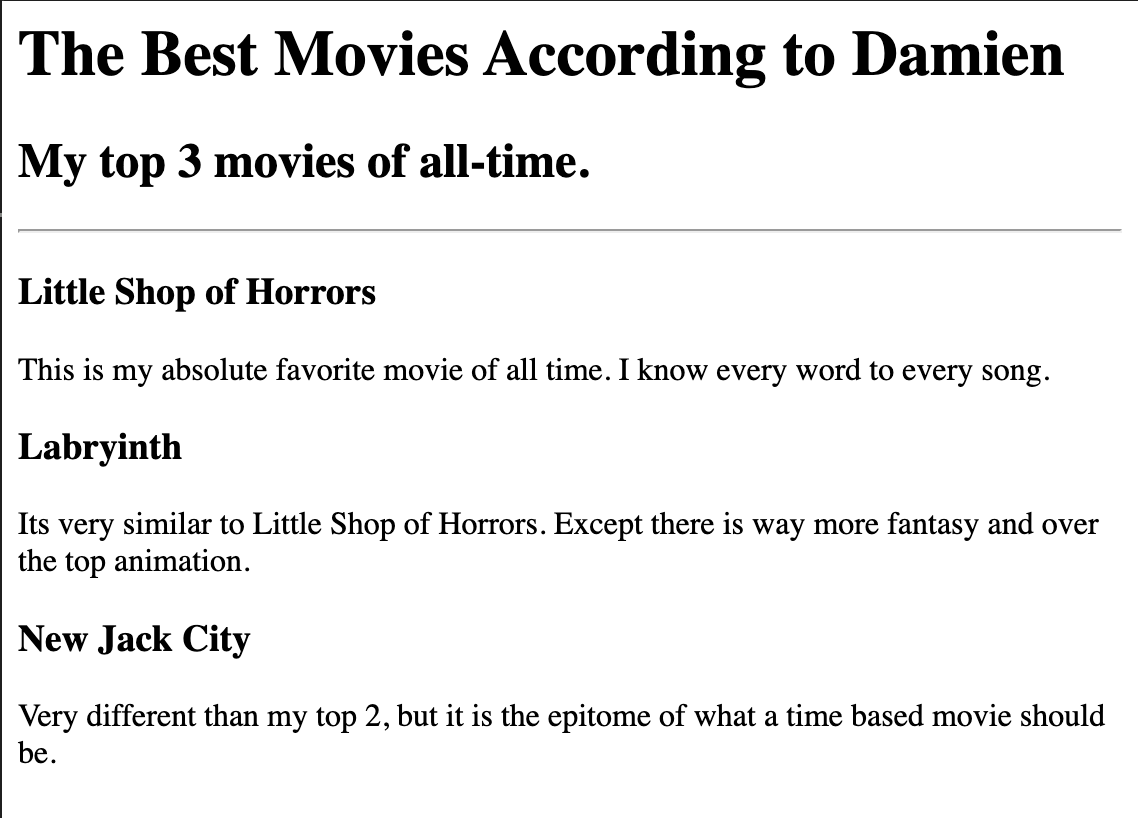 The Best Movies According to Damien
My top 3 movies of all-time.
Little Shop of Horrors
This is my absolute favorite movie of all time. I know every word to every song.
Labryinth
Its very similar to Little Shop of Horrors. Except there is way more fantasy and over
the top animation.
New Jack City
Very different than my top 2, but it is the epitome of what a time based movie should
be.